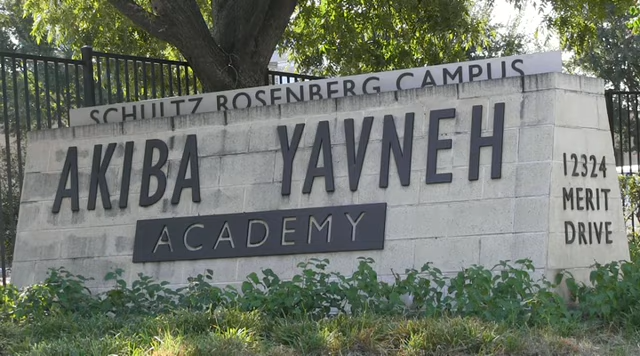 SCHULTZ ROSENBERG CAMPUS
AKIBA YAVNEH
ACADEMY
12324
MERIT
DRIVE